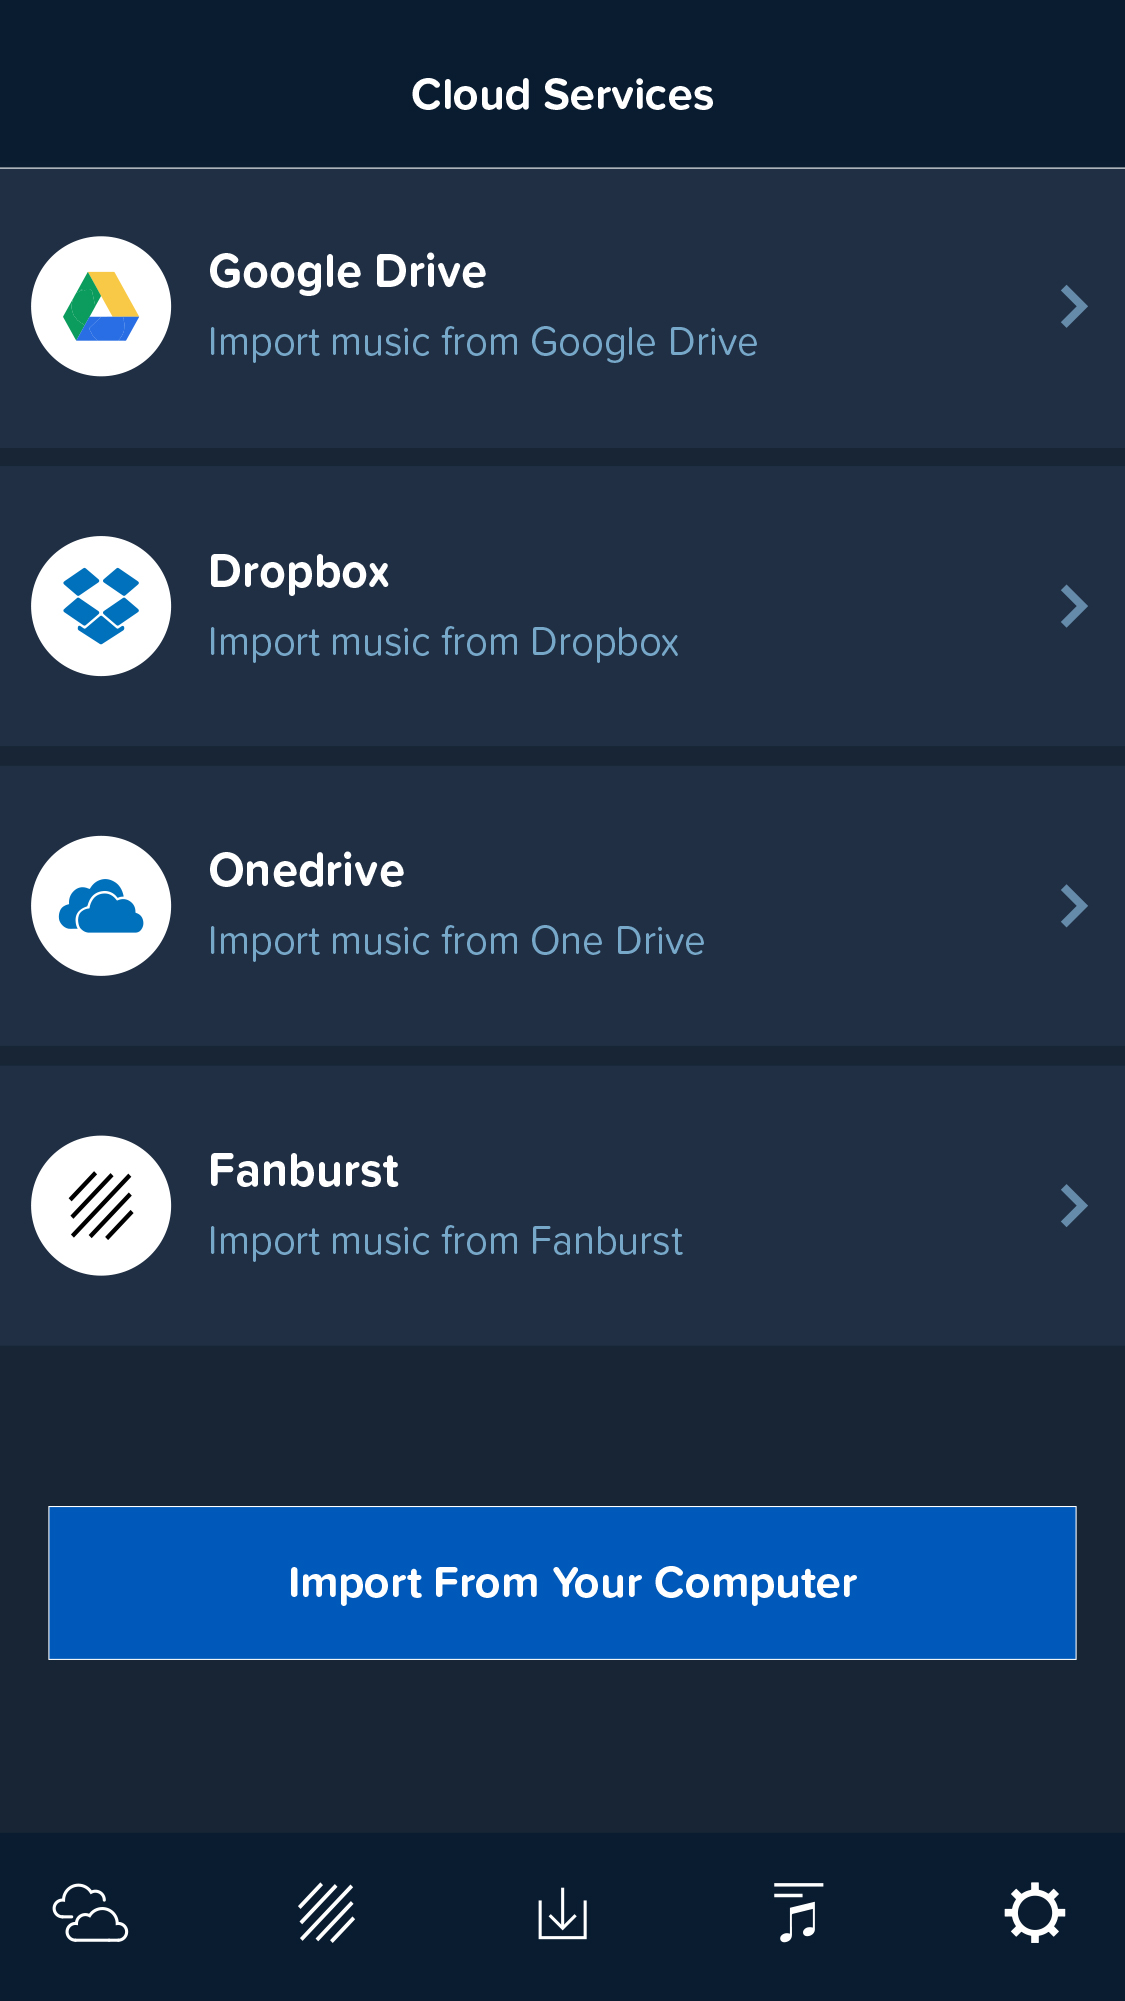 Cloud Services
Google Drive
Import music from Google Drive
Dropbox
Import music from Dropbox
Onedrive
Import music from One Drive
Fanburst
Import music from Fanburst
Import From Your Computer